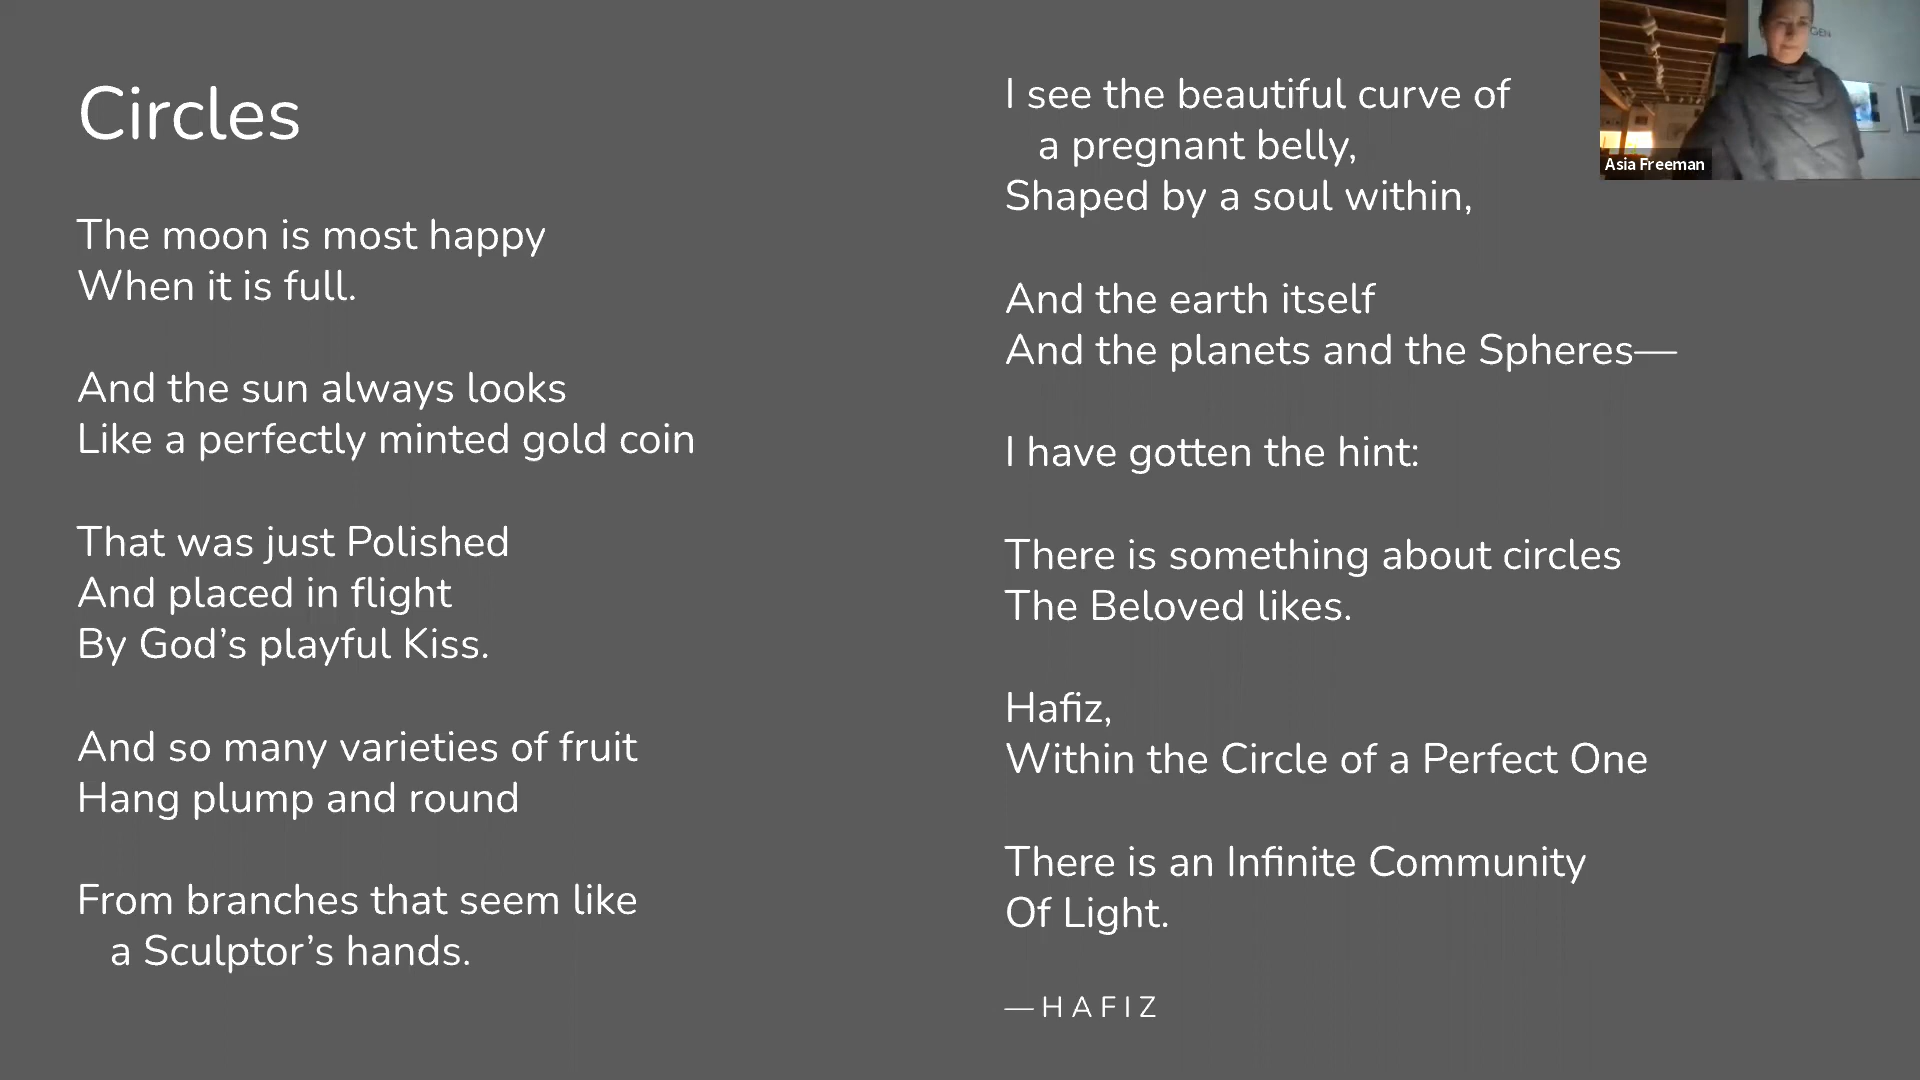 Circles
The moon is most happy
When it is full.
And the sun always looks
Like a perfectly minted gold coin
That was just Polished
And placed in flight
By God’s playful Kiss.
And so many varieties of fruit
Hang plump and round
From branches that seem like
a Sculptor’s hands.
I see the beautiful curve of
a pregnant belly,
Shaped by a soul within,
And the earth itself
And the planets and the Spheres—
I have gotten the hint:
There is something about circles
The Beloved likes.
Hafiz,
Within the Circle of a Perfect One
There is an Infinite Community
Of Light.
—HAFIZ
Asia Freeman